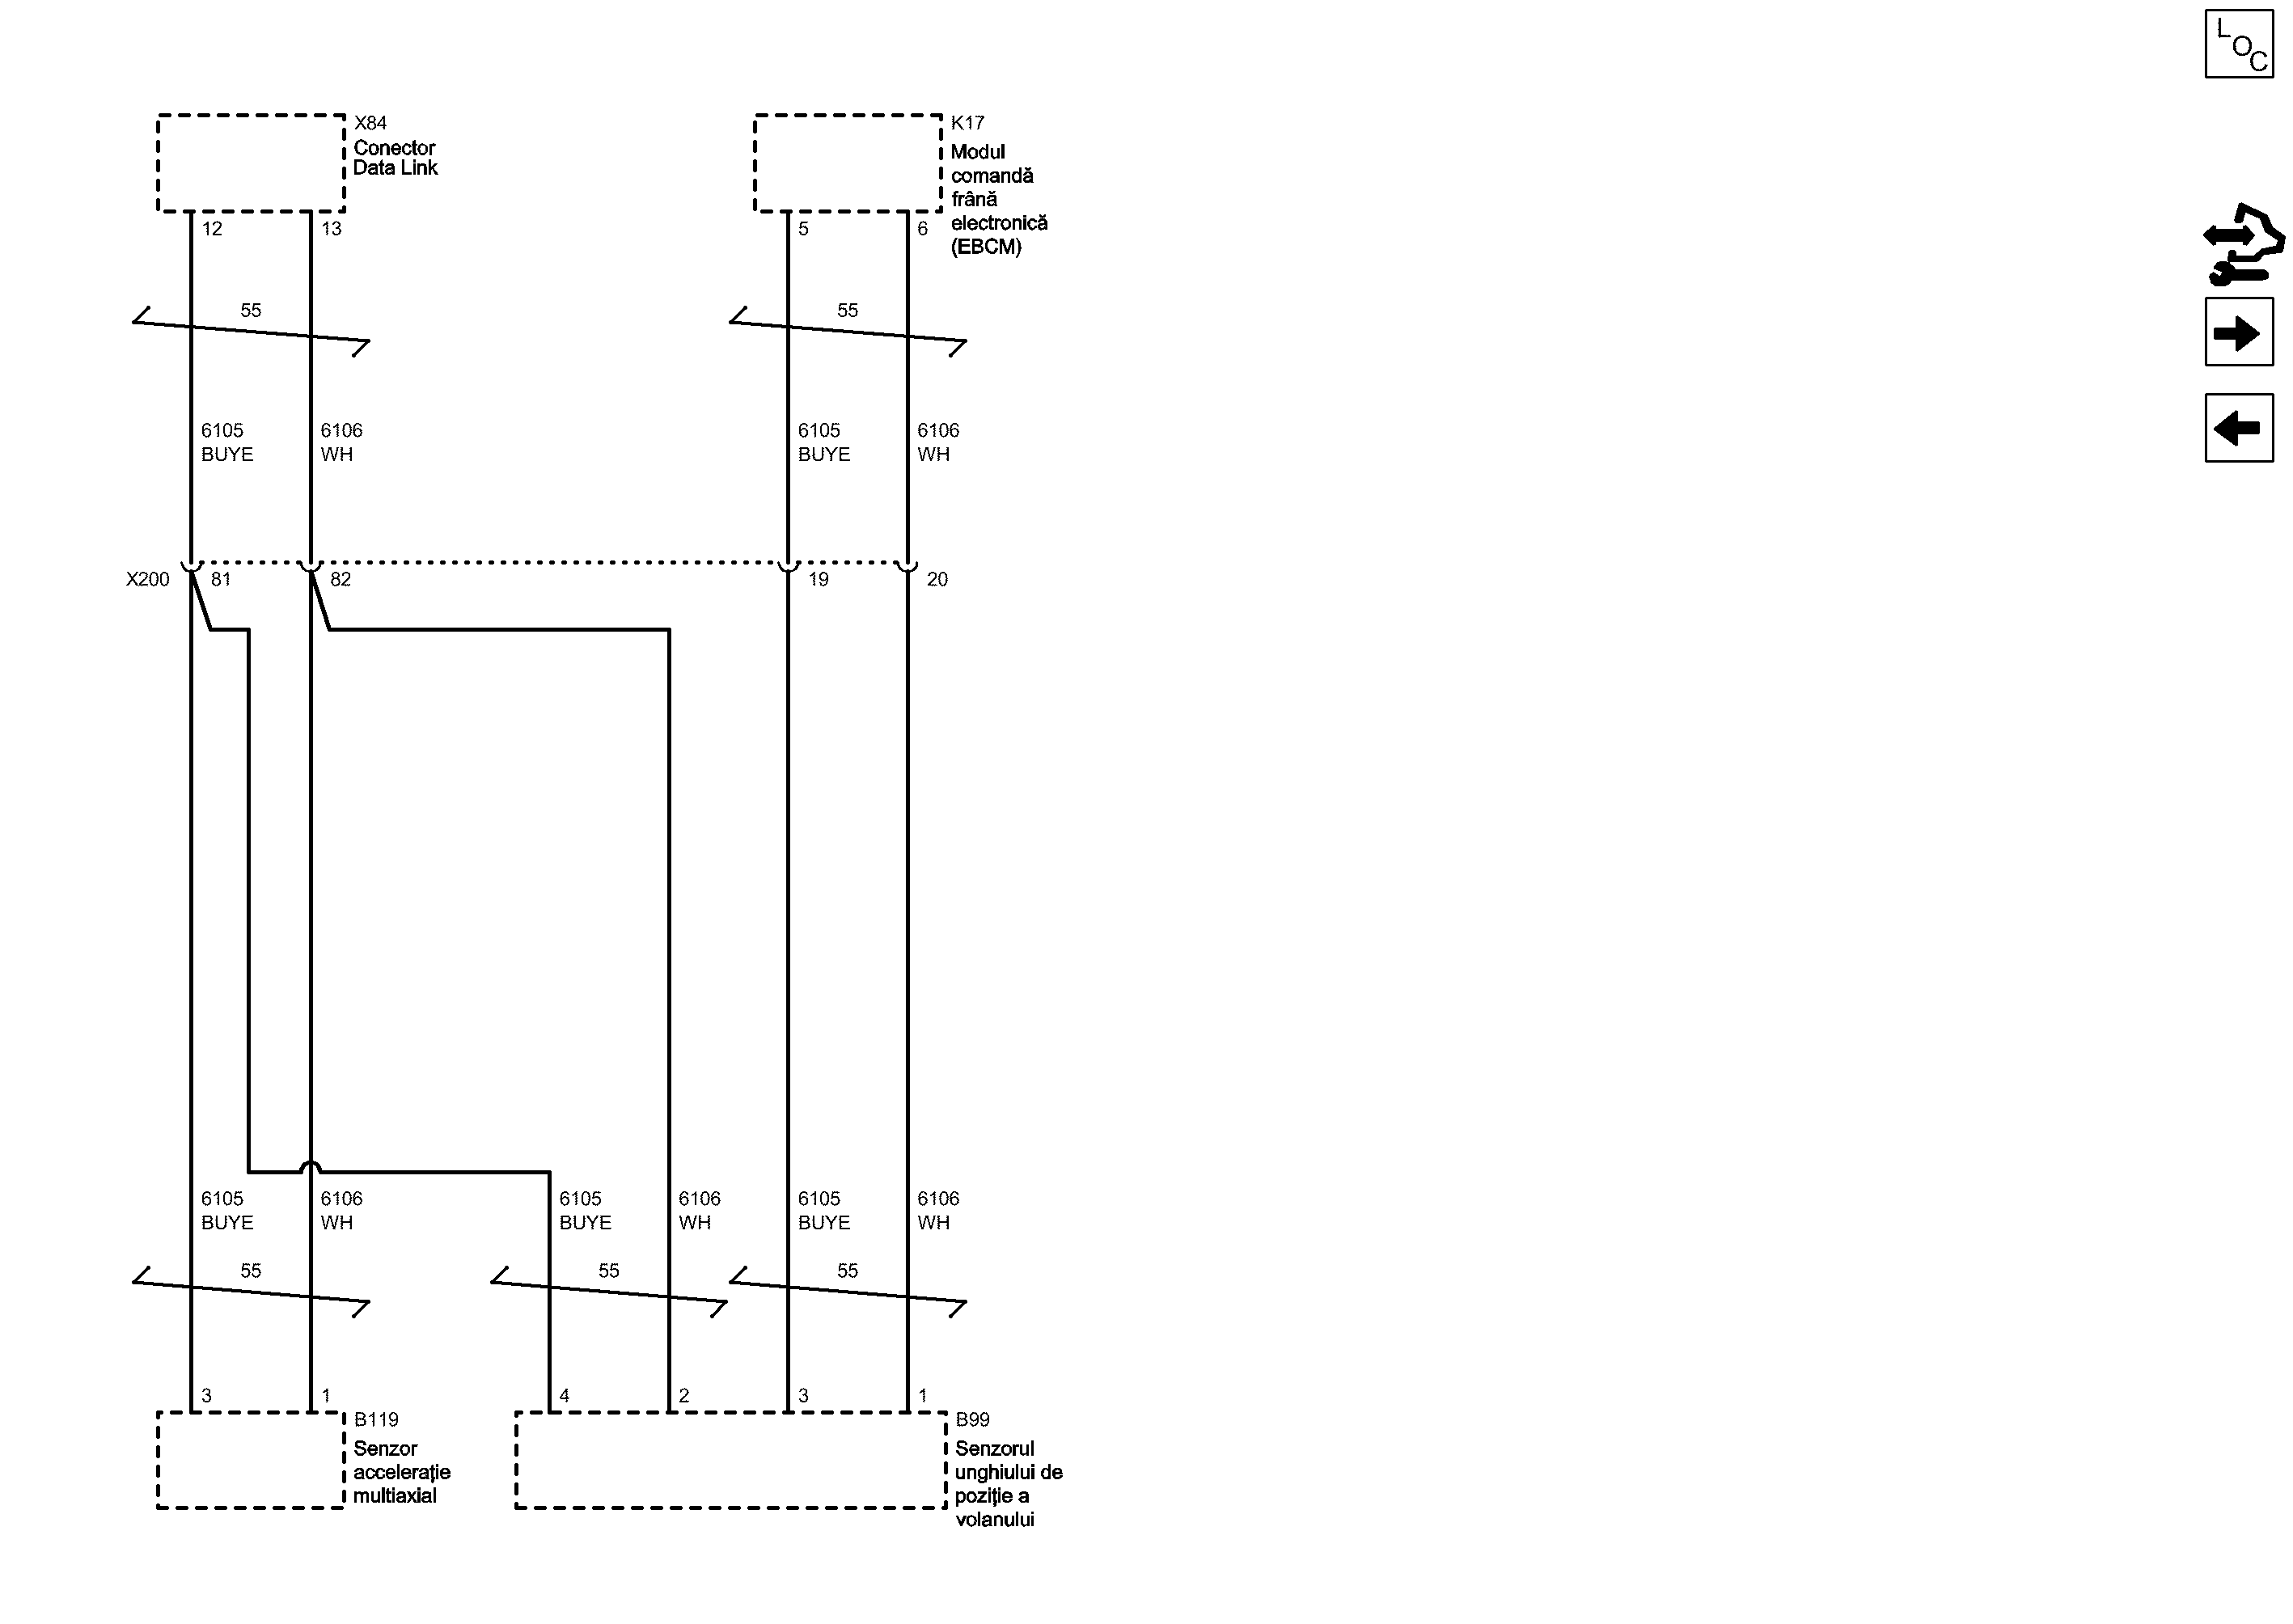 L
O
C
X84
Conector
Data Link
K17
Modul
comandă
frână
electronică
(EBCM)
12 13 5 6
55 55
6105 6106 6105 6106
BUYE WH BUYE WH
X200 81 82 19 20
6105 6106 6105 6106 6105 6106
BUYE WH BUYE WH BUYE WH
55 55 55
3 1 4 2 3 1
B119
Senzor
accelerație
multiaxial
B99
Senzorul
unghiului de
poziție a
volanului